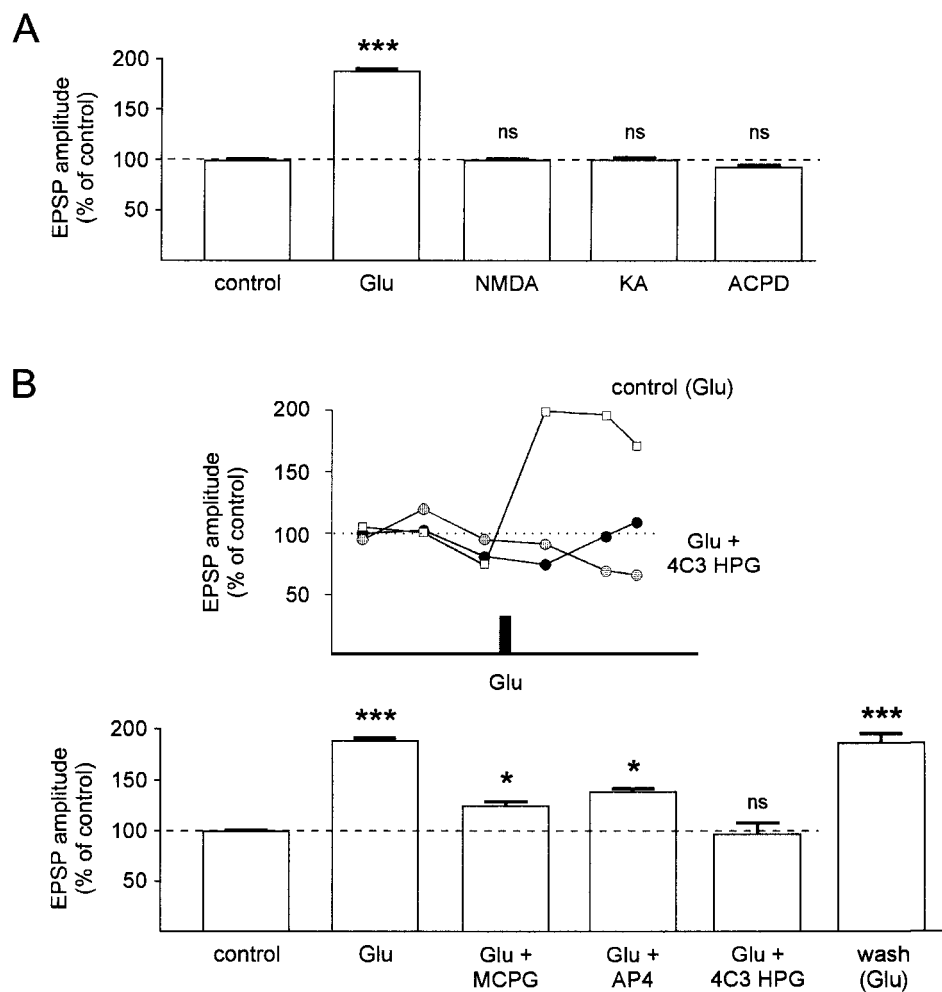 A
EPSP amplitude
(% of control)
200
150
100
50
***
ns
ns
ns
control
Glu
NMDA
KA
ACPD
B
EPSP amplitude
(% of control)
200
150
100
50
control (Glu)
Glu +
4C3 HPG
Glu
EPSP amplitude
(% of control)
200
150
100
50
***
*
*
ns
***
control
Glu
Glu +
MCPG
Glu +
AP4
Glu +
4C3 HPG
wash
(Glu)